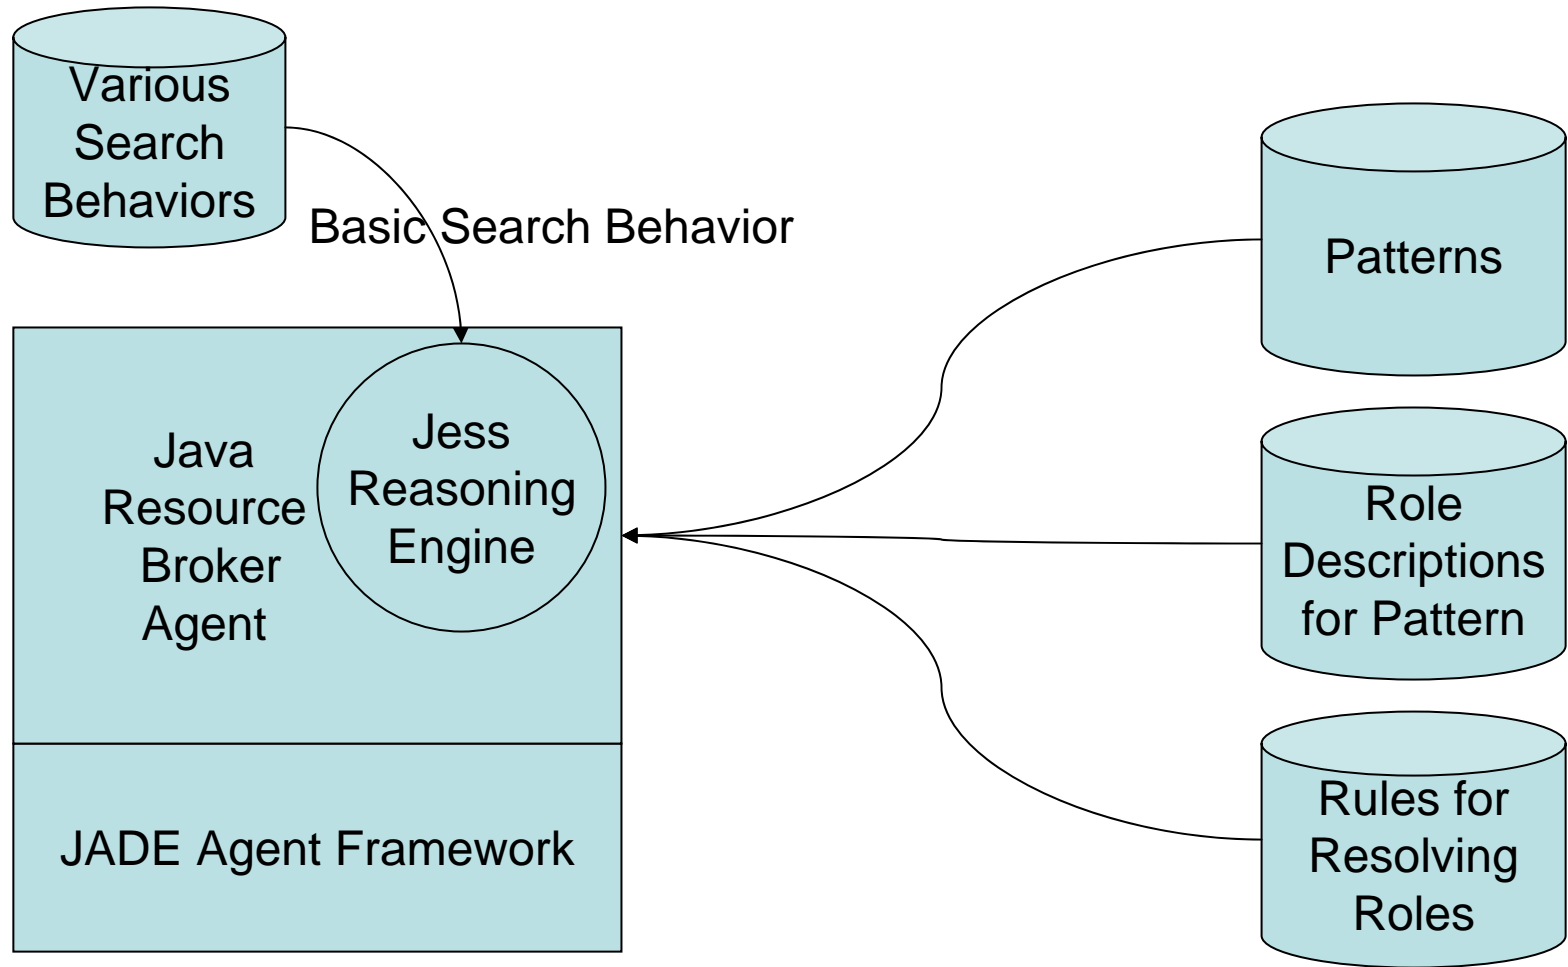 Various
Search
Behaviors
Basic Search Behavior
Java
Resource
Broker
Agent
Jess
Reasoning
Engine
JADE Agent Framework
Patterns
Role
Descriptions
for Pattern
Rules for
Resolving
Roles